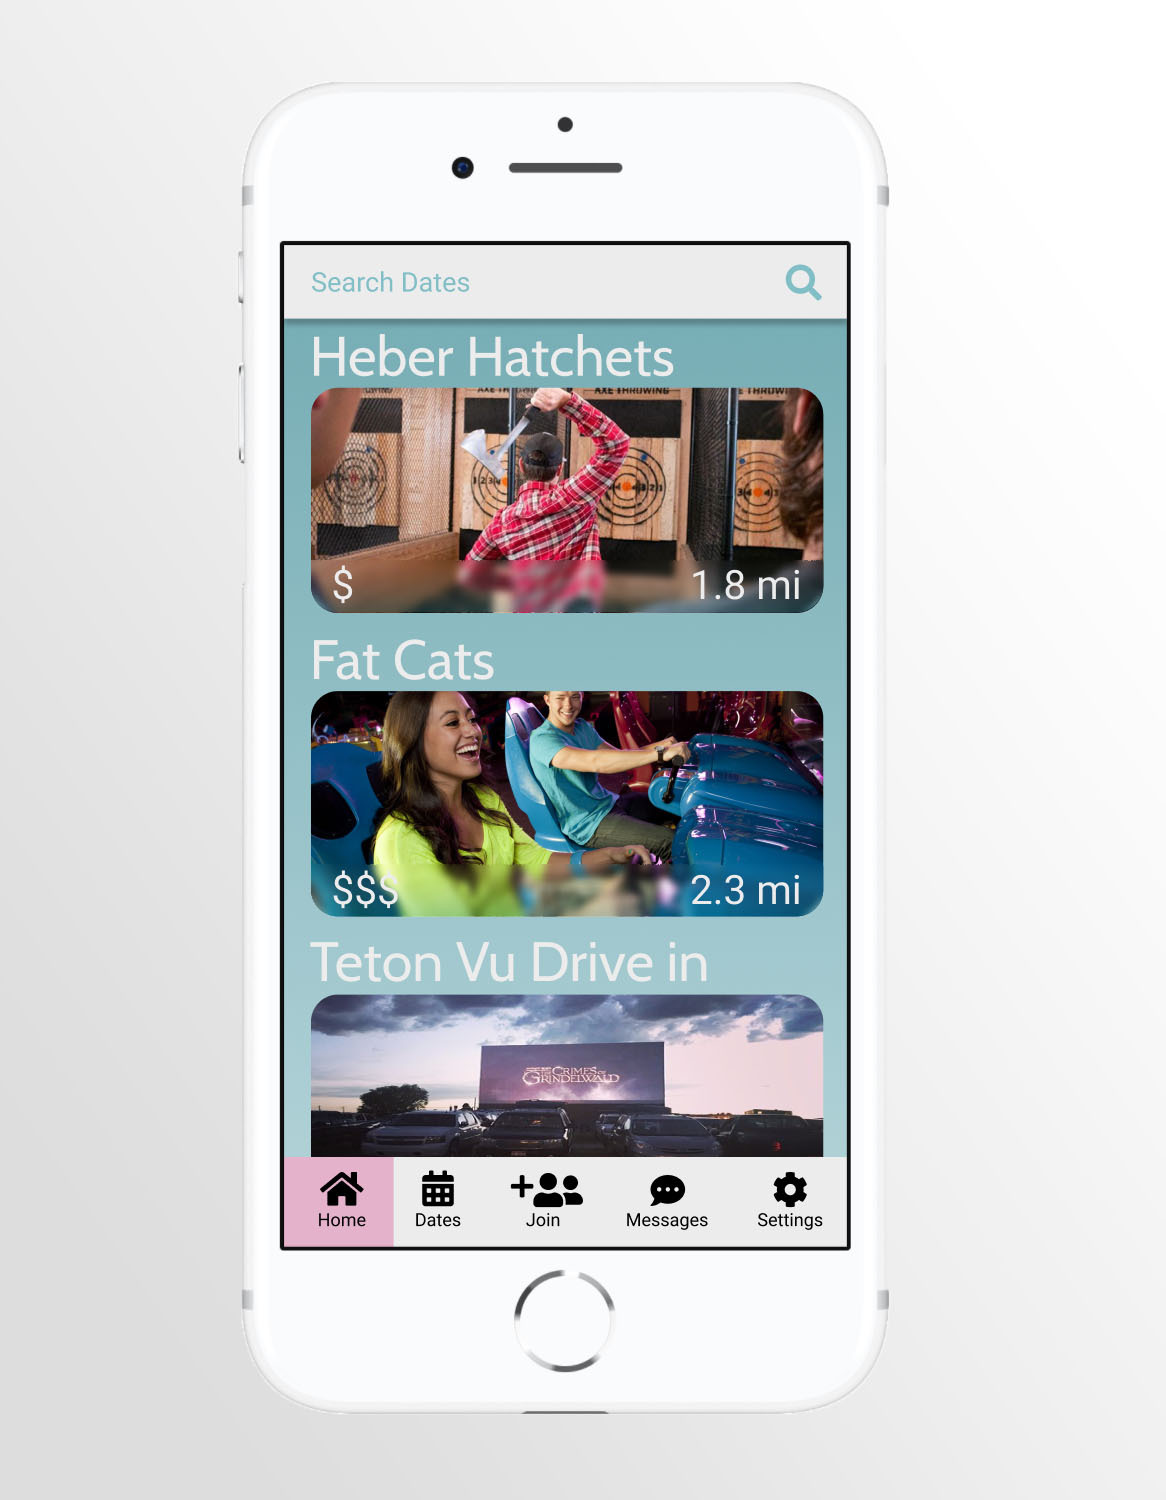 Search Dates
Heber Hatchets
AXE THROWING
$ 1.8 mi
Fat Cats
$$$ 2.3 mi
Teton Vu Drive in
CRIMES OF
GRINDELWALD
Home Dates Join Messages Settings